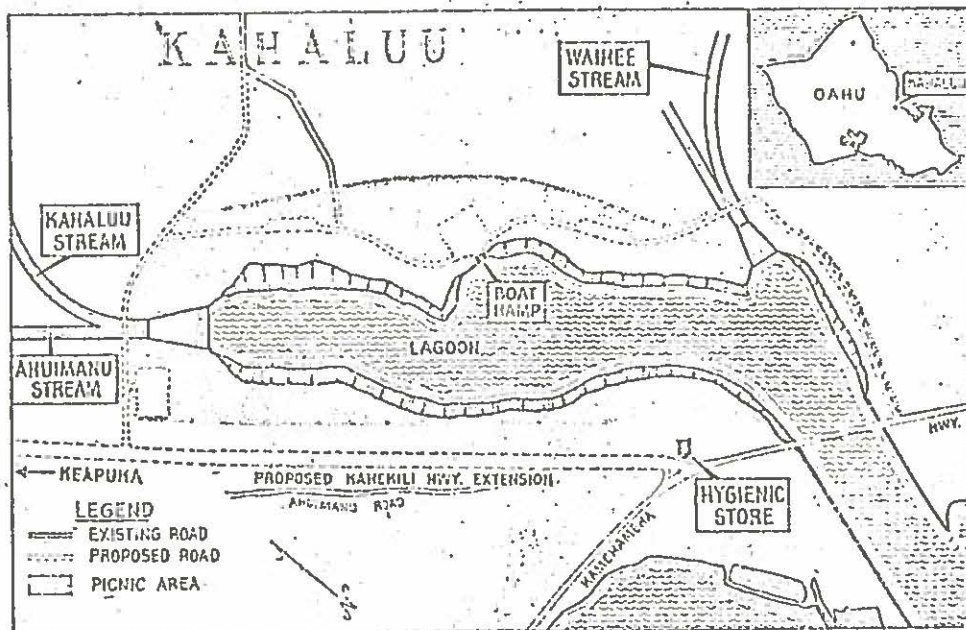 KAHALUU
WAIHEE
STREAM
OAHU
KAHALUU
KAHALUU
STREAM
BOAT
RAMP
LAGOON
AHUIMANU
STREAM
HWY.
KEAPUKA
PROPOSED KAHEKILI HWY. EXTENSION
AHUIMANU ROAD
HYGIENIC
STORE
KAMEHAMEHA
LEGEND
EXISTING ROAD
PROPOSED ROAD
PICNIC AREA